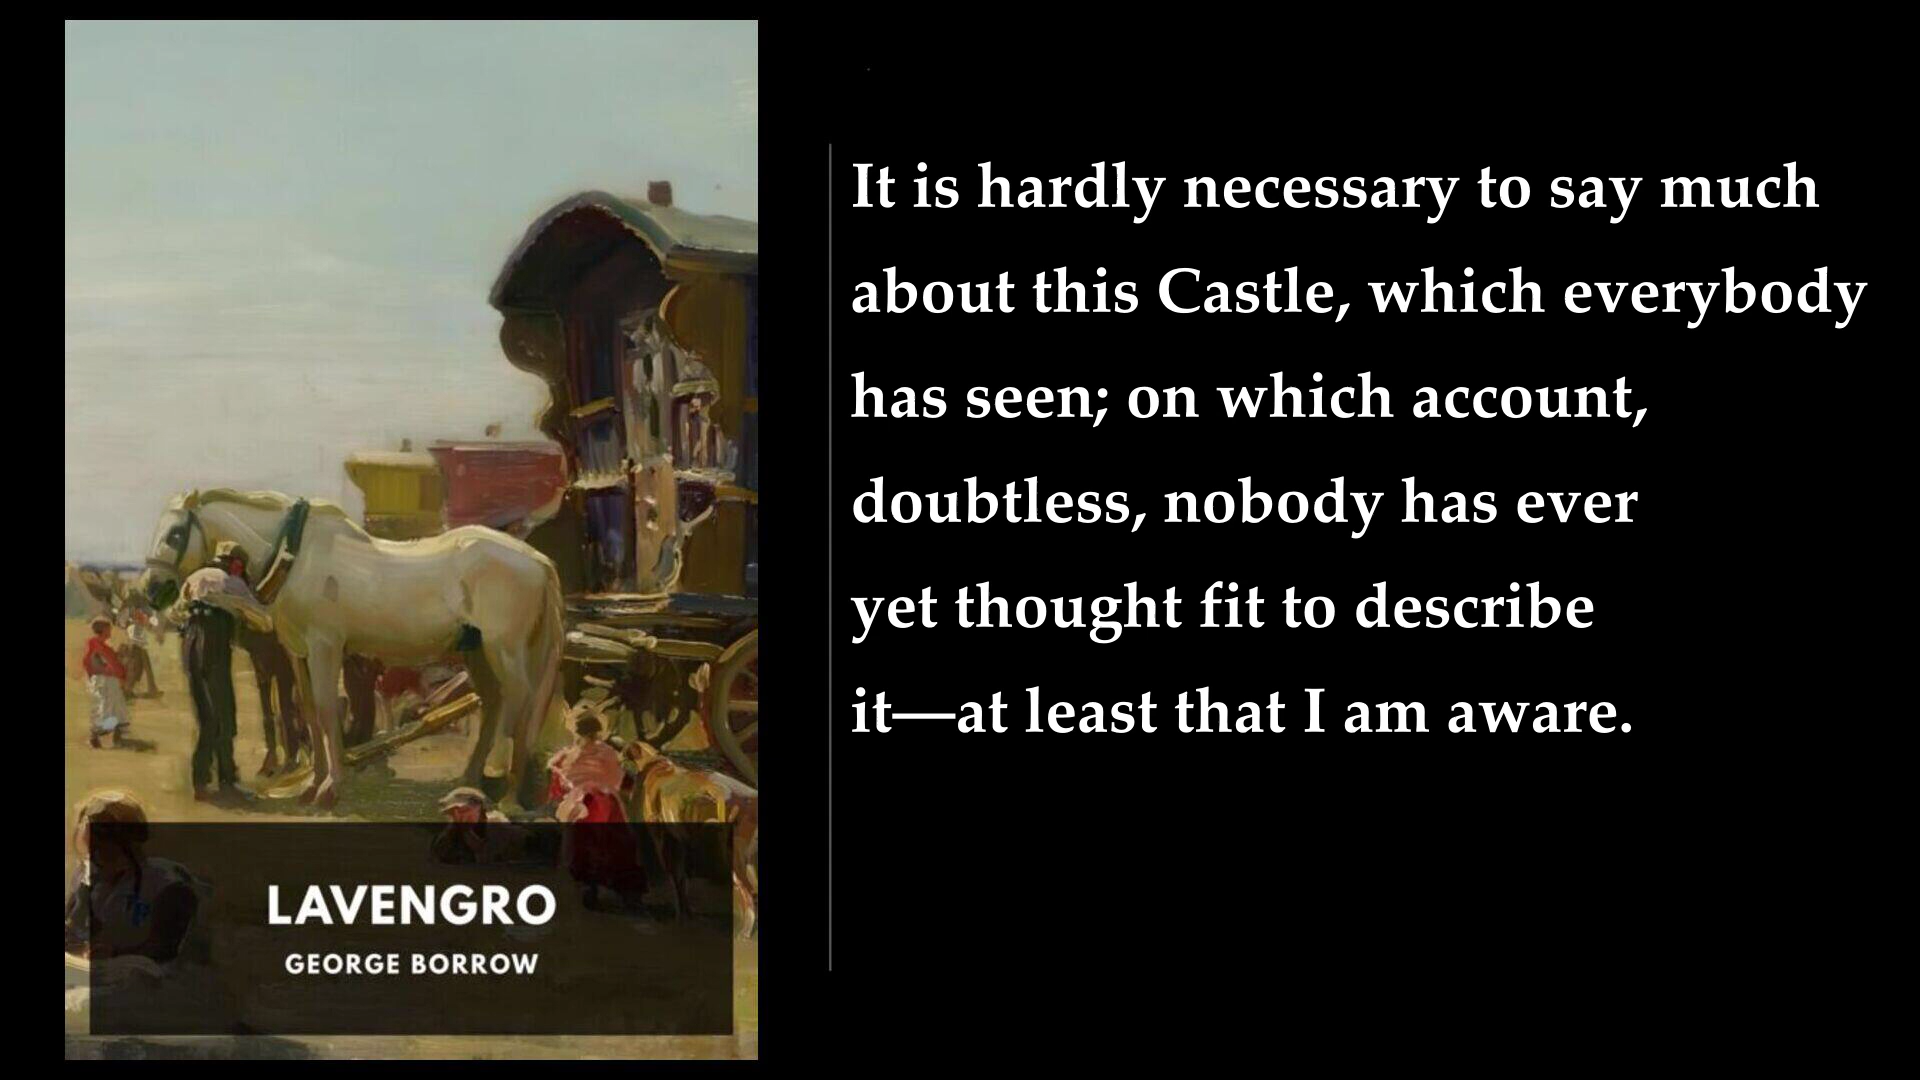 It is hardly necessary to say much
about this Castle, which everybody
has seen; on which account,
doubtless, nobody has ever
yet thought fit to describe
it—at least that I am aware.
LAVENGRO
GEORGE BORROW